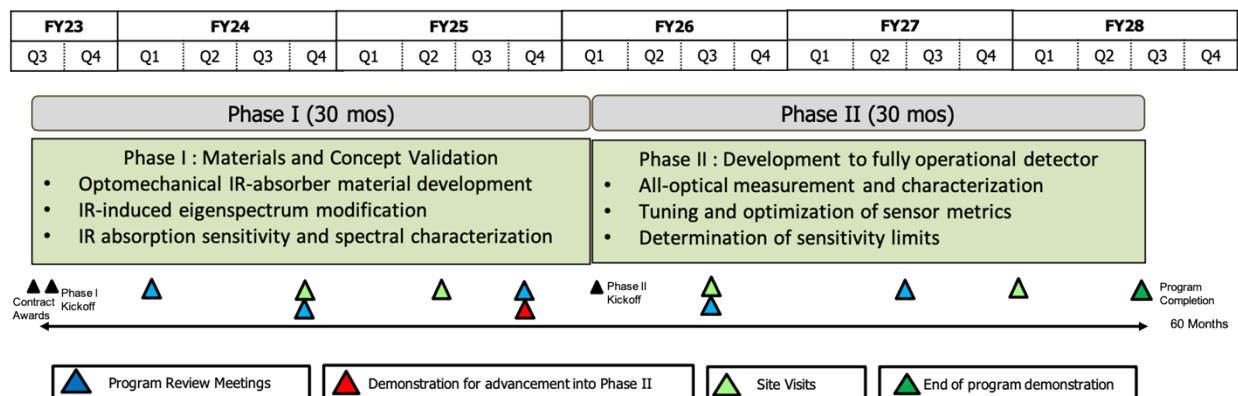 FY23 FY24 FY25 FY26 FY27 FY28
Q3 Q4 Q1 Q2 Q3 Q4 Q1 Q2 Q3 Q4 Q1 Q2 Q3 Q4 Q1 Q2 Q3 Q4 Q1 Q2 Q3 Q4
Phase I (30 mos) Phase II (30 mos)
Phase I : Materials and Concept Validation
• Optomechanical IR-absorber material development
• IR-induced eigenspectrum modification
• IR absorption sensitivity and spectral characterization
Phase II : Development to fully operational detector
• All-optical measurement and characterization
• Tuning and optimization of sensor metrics
• Determination of sensitivity limits
Contract
Awards
Phase I
Kickoff
Phase II
Kickoff
Program
Completion
60 Months
Program Review Meetings
Demonstration for advancement into Phase II
Site Visits
End of program demonstration